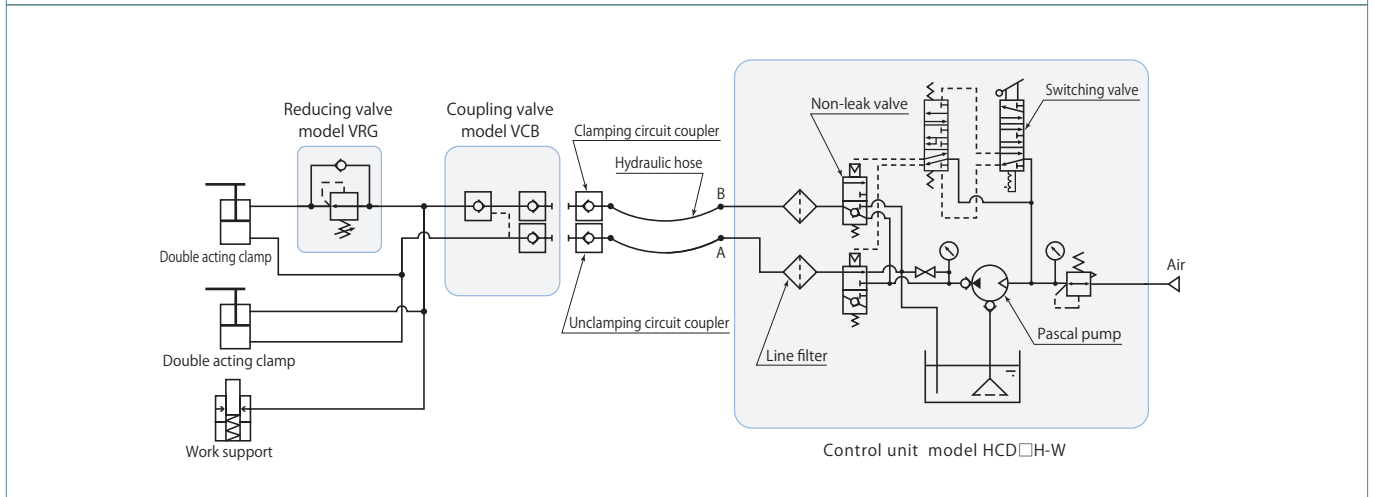 Reducing valve
model VRG
Coupling valve
model VCB
Clamping circuit coupler
Hydraulic hose
B
A
Unclamping circuit coupler
Non-leak valve
Switching valve
Air
Pascal pump
Line filter
Double acting clamp
Double acting clamp
Work support
Control unit model HCD□H-W